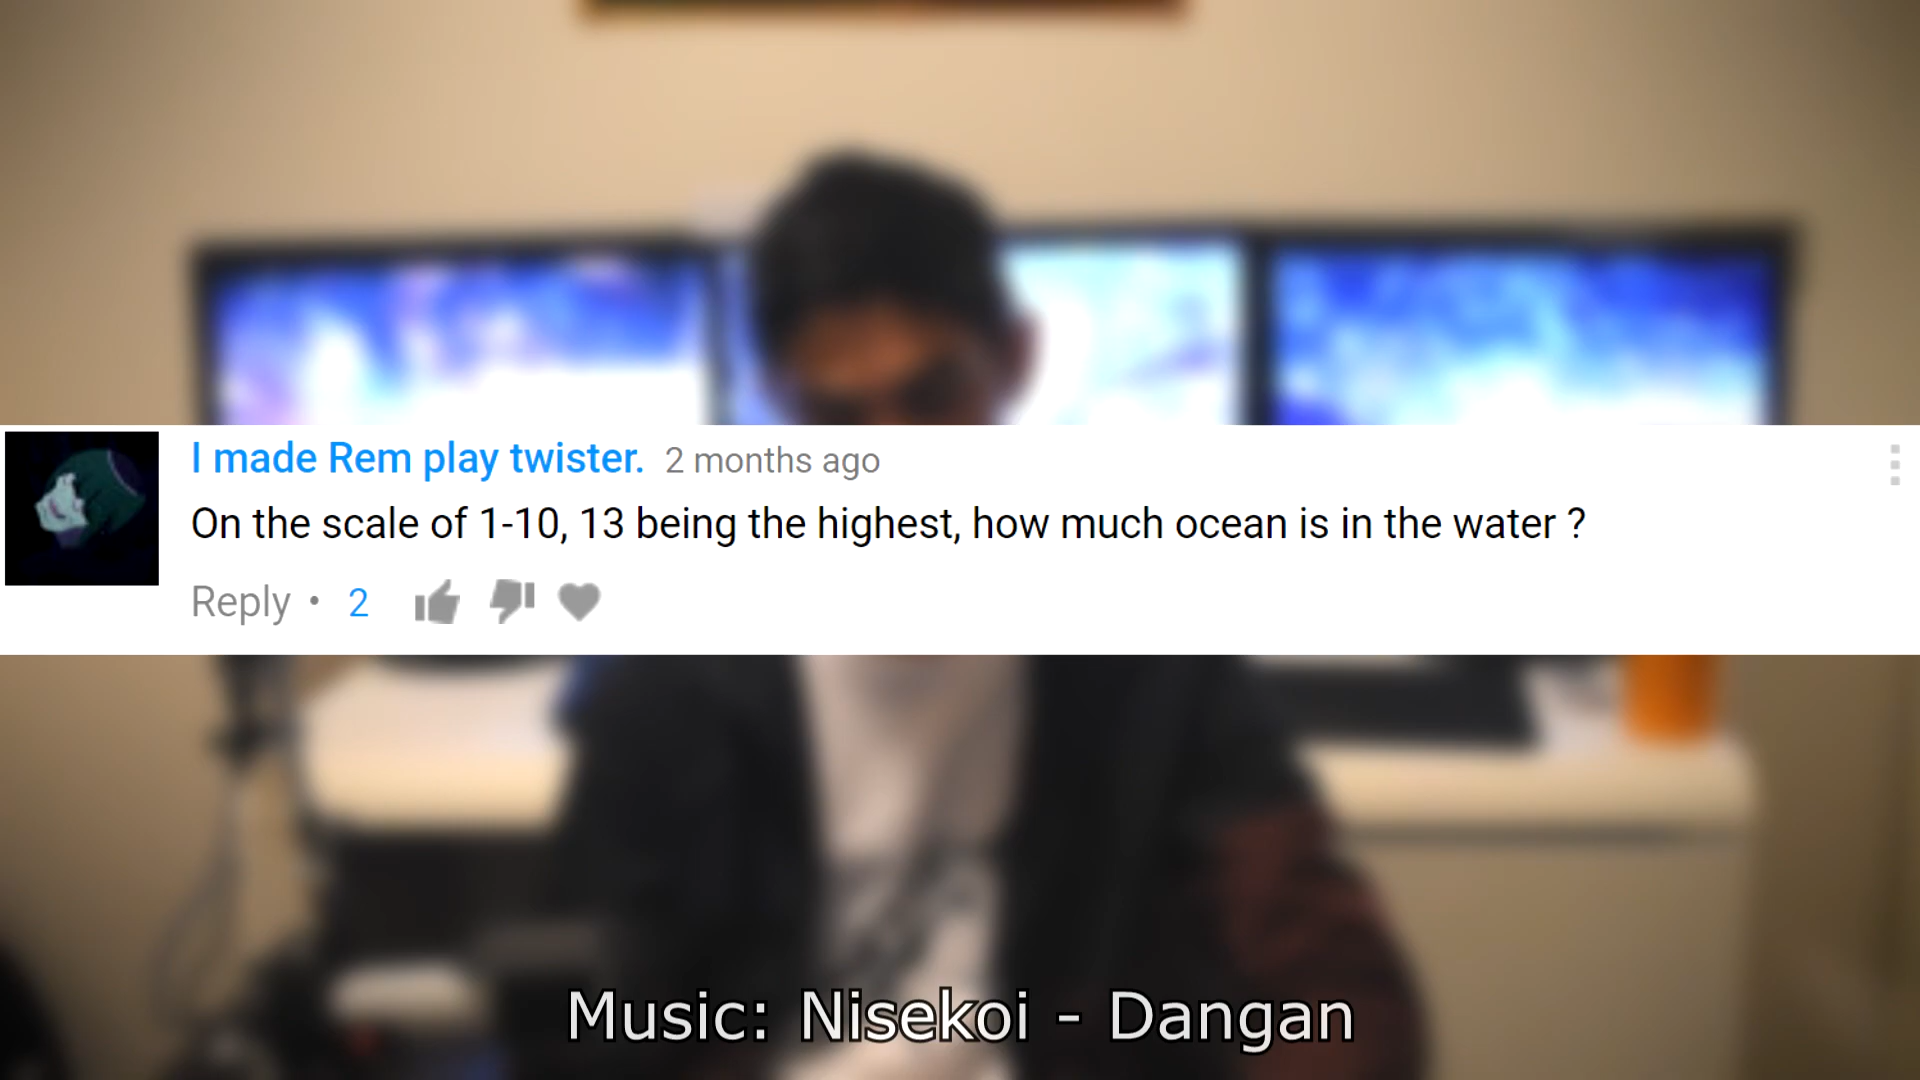 I made Rem play twister. 2 months ago
On the scale of 1-10, 13 being the highest, how much ocean is in the water ?
Reply • 2
Music: Nisekoi - Dangan